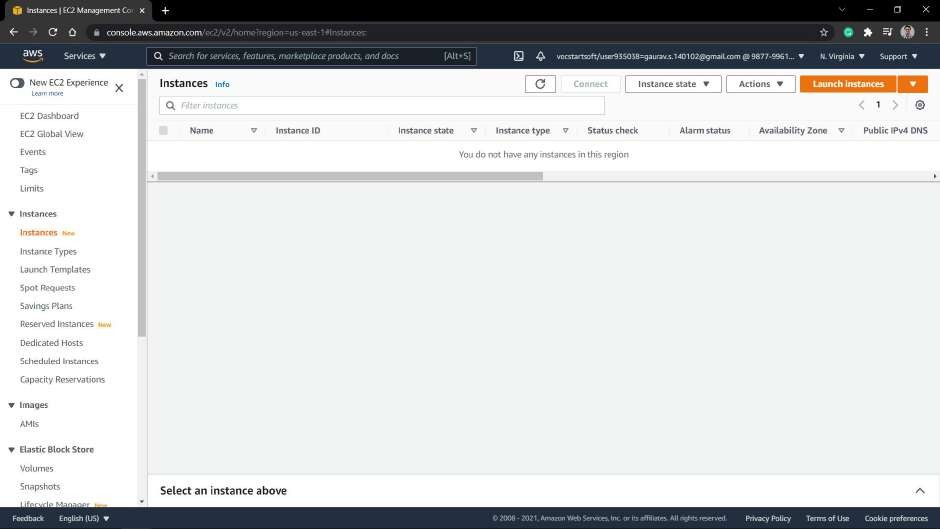 Instances | EC2 Management Con
console.aws.amazon.com/ec2/v2/home?region=us-east-1#Instances:
aws Services Search for services, features, marketplace products, and docs [Alt+S] vocstartsoft/user935038=gaurav.s.140102@gmail.com @ 9877-9961... N. Virginia Support
New EC2 Experience
Learn more
EC2 Dashboard
EC2 Global View
Events
Tags
Limits
Instances
Instances New
Instance Types
Launch Templates
Spot Requests
Savings Plans
Reserved Instances New
Dedicated Hosts
Scheduled Instances
Capacity Reservations
Images
AMIs
Elastic Block Store
Volumes
Snapshots
Lifecycle Manager New
Instances Info Connect Instance state Actions Launch instances
Filter instances 1
Name Instance ID Instance state Instance type Status check Alarm status Availability Zone Public IPv4 DNS
You do not have any instances in this region
Select an instance above
Feedback English (US) © 2008 - 2021, Amazon Web Services, Inc. or its affiliates. All rights reserved. Privacy Policy Terms of Use Cookie preferences